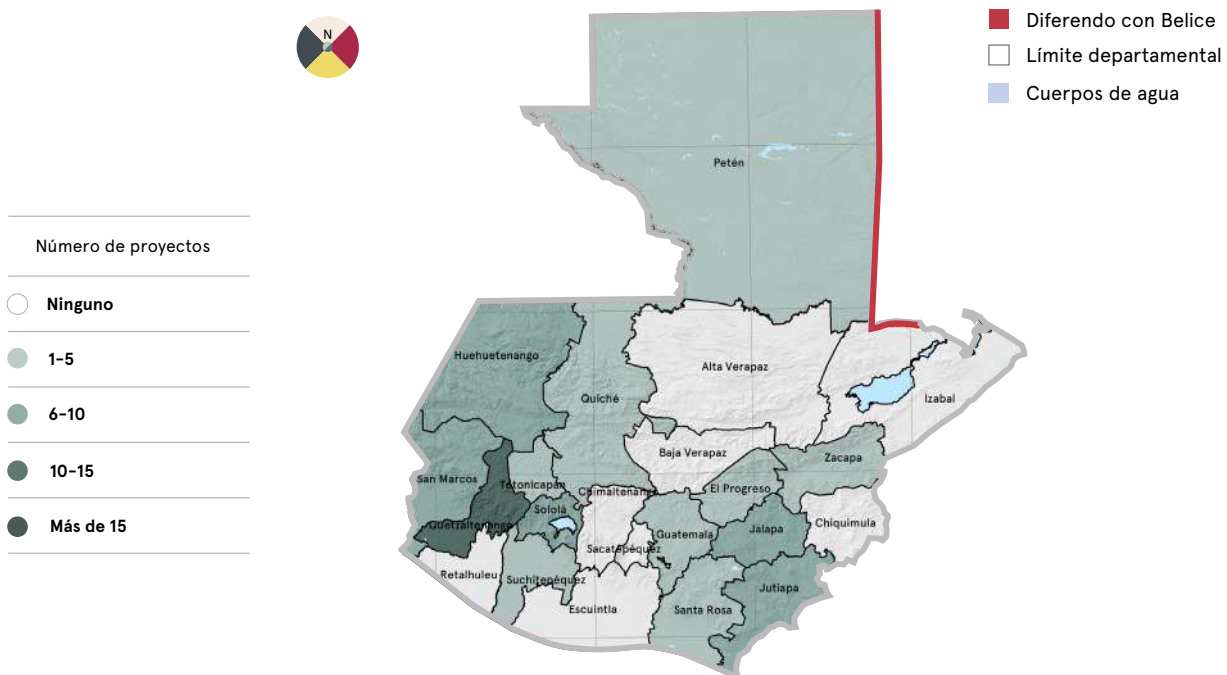 N
Diferendo con Belice
Límite departamental
Cuerpos de agua
Número de proyectos
Ninguno
1-5
6-10
10-15
Más de 15
Petén
Huehuetenango
Quiché
Alta Verapaz
Izabal
Baja Verapaz
Zacapa
San Marcos
Totonicapán
Chimaltenango
El Progreso
Sololá
Quetzaltenango
Guatemala
Jalapa
Chiquimula
Sacatepéquez
Retalhuleu
Suchitepéquez
Jutiapa
Escuintla
Santa Rosa